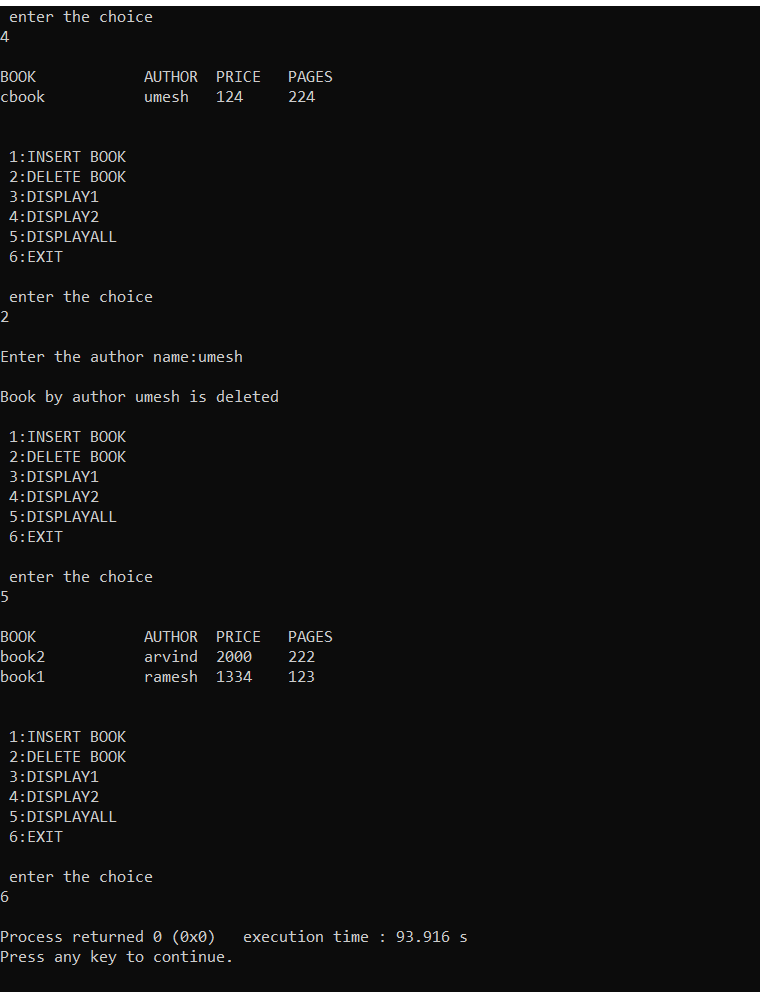 enter the choice
4
BOOK AUTHOR PRICE PAGES
cbook umesh 124 224
1:INSERT BOOK
2:DELETE BOOK
3:DISPLAY1
4:DISPLAY2
5:DISPLAYALL
6:EXIT
enter the choice
2
Enter the author name:umesh
Book by author umesh is deleted
1:INSERT BOOK
2:DELETE BOOK
3:DISPLAY1
4:DISPLAY2
5:DISPLAYALL
6:EXIT
enter the choice
5
BOOK AUTHOR PRICE PAGES
book2 arvind 2000 222
book1 ramesh 1334 123
1:INSERT BOOK
2:DELETE BOOK
3:DISPLAY1
4:DISPLAY2
5:DISPLAYALL
6:EXIT
enter the choice
6
Process returned 0 (0x0) execution time : 93.916 s
Press any key to continue.